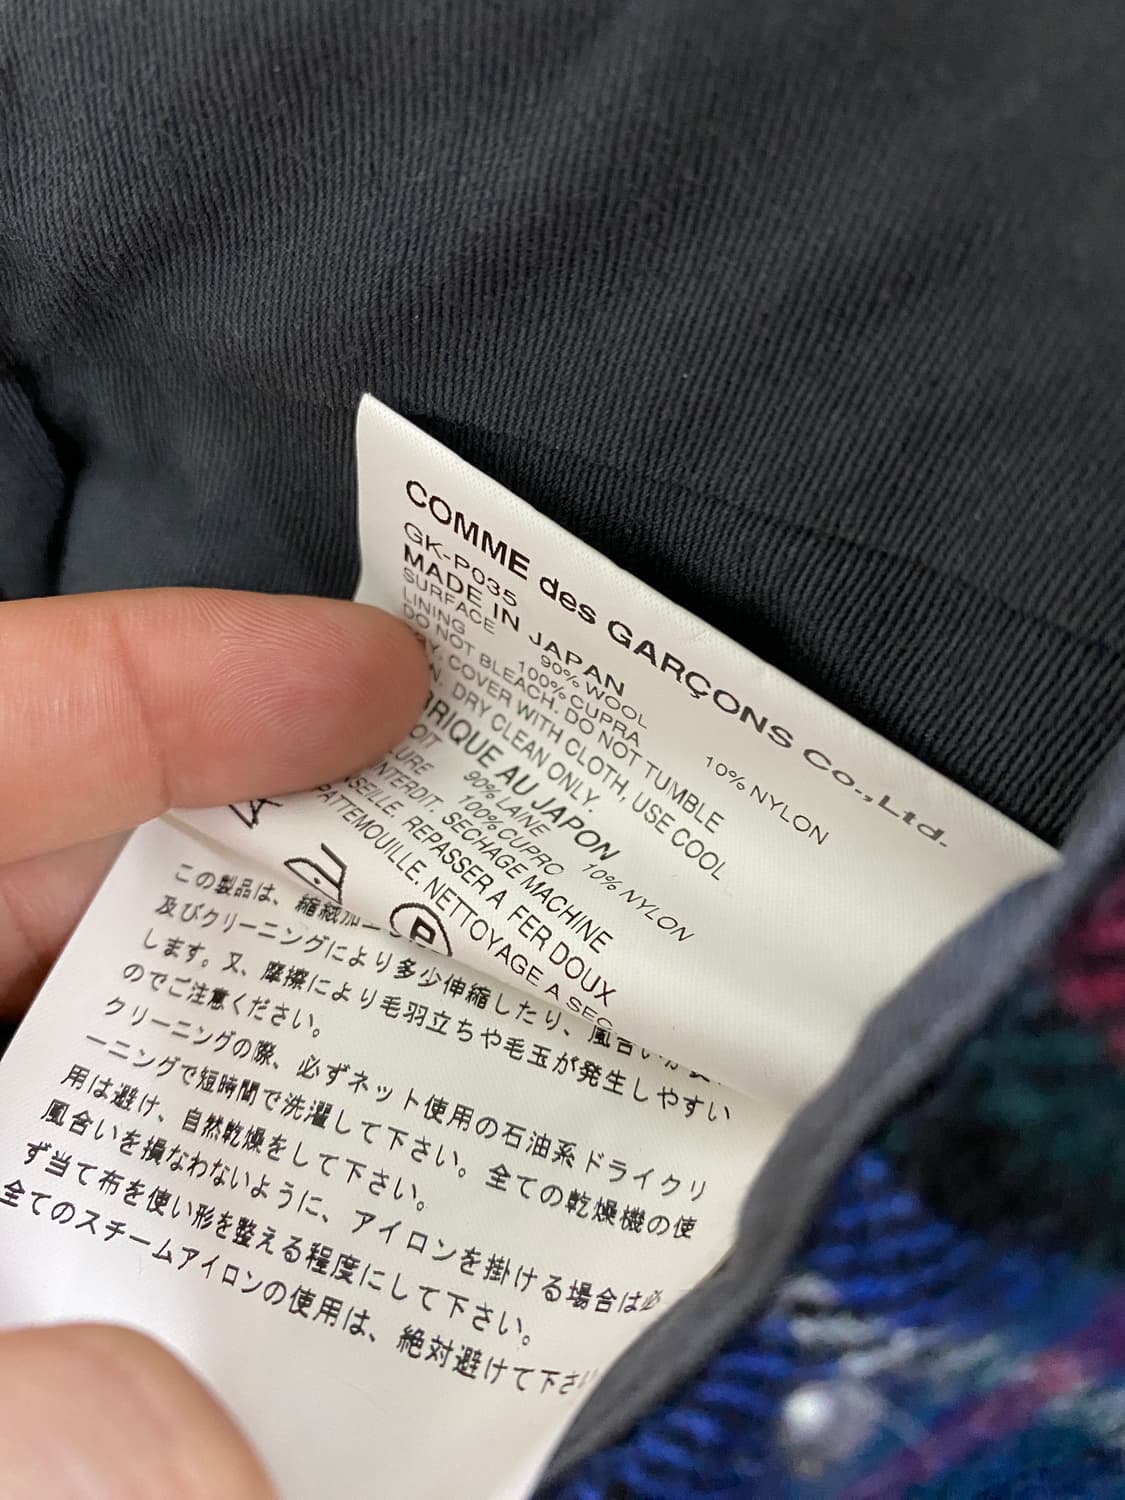 COMME des GARÇONS Co.,Ltd.
GK-P035
MADE IN JAPAN
SURFACE 90% WOOL 10% NYLON
LINING 100% CUPRA
DO NOT BLEACH. DO NOT TUMBLE
COVER WITH CLOTH, USE COOL
DRY CLEAN ONLY.
AU JAPON
90% LAINE 10% NYLON
100% CUPRO
INTERDIT. SECHAGE MACHINE
REPASSER A FER DOUX
PATTEMOUILLE. NETTOYAGE A SEC
P
この製品は、縮絨加
及びクリーニングにより多少伸縮したり、風合いが
します。又、摩擦により毛羽立ちや毛玉が発生しやすい
のでご注意ください。
クリーニングの際、必ずネット使用の石油系ドライクリ
ーニングで短時間で洗濯して下さい。全ての乾燥機の使
用は避け、自然乾燥をして下さい。
風合いを損なわないように、アイロンを掛ける場合は必
ず当て布を使い形を整える程度にして下さい。
全てのスチームアイロンの使用は、絶対避けて下さ